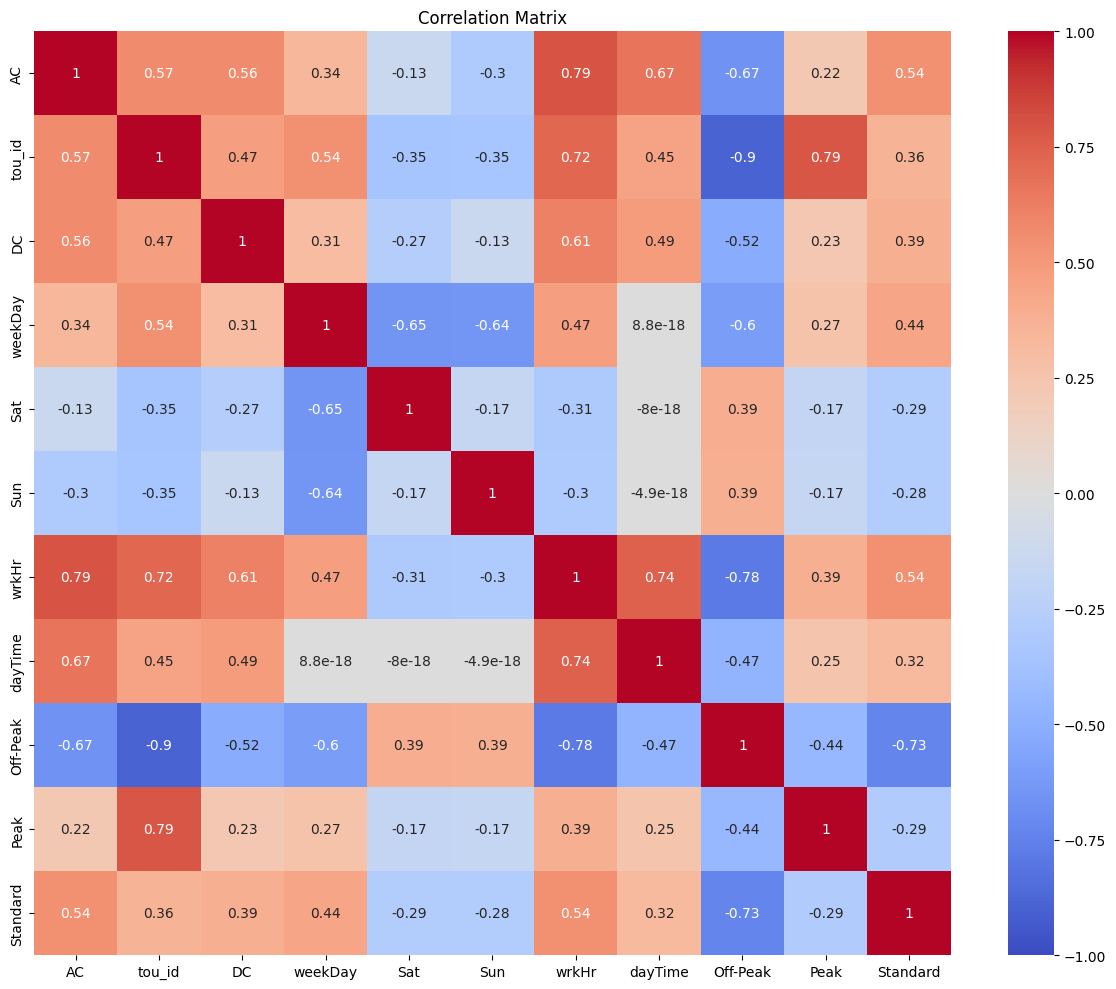 Correlation Matrix
AC 1 0.57 0.56 0.34 -0.13 -0.3 0.79 0.67 -0.67 0.22 0.54
tou_id 0.57 1 0.47 0.54 -0.35 -0.35 0.72 0.45 -0.9 0.79 0.36
DC 0.56 0.47 1 0.31 -0.27 -0.13 0.61 0.49 -0.52 0.23 0.39
weekDay 0.34 0.54 0.31 1 -0.65 -0.64 0.47 8.8e-18 -0.6 0.27 0.44
Sat -0.13 -0.35 -0.27 -0.65 1 -0.17 -0.31 -8e-18 0.39 -0.17 -0.29
Sun -0.3 -0.35 -0.13 -0.64 -0.17 1 -0.3 -4.9e-18 0.39 -0.17 -0.28
wrkHr 0.79 0.72 0.61 0.47 -0.31 -0.3 1 0.74 -0.78 0.39 0.54
dayTime 0.67 0.45 0.49 8.8e-18 -8e-18 -4.9e-18 0.74 1 -0.47 0.25 0.32
Off-Peak -0.67 -0.9 -0.52 -0.6 0.39 0.39 -0.78 -0.47 1 -0.44 -0.73
Peak 0.22 0.79 0.23 0.27 -0.17 -0.17 0.39 0.25 -0.44 1 -0.29
Standard 0.54 0.36 0.39 0.44 -0.29 -0.28 0.54 0.32 -0.73 -0.29 1
AC tou_id DC weekDay Sat Sun wrkHr dayTime Off-Peak Peak Standard
1.00
0.75
0.50
0.25
0.00
−0.25
−0.50
−0.75
−1.00